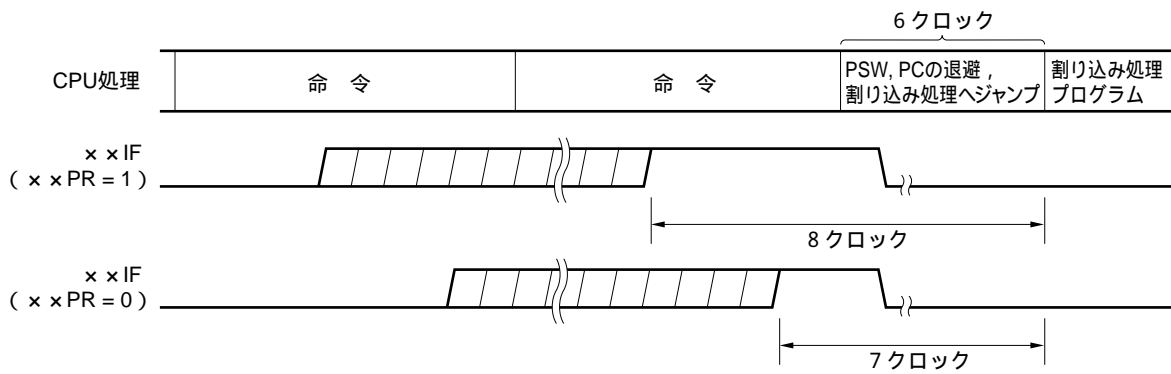 6 クロック
CPU処理
命 令
命 令
PSW, PCの退避 ,
割り込み処理へジャンプ
割り込み処理
プログラム
××IF
( ××PR = 1 )
8 クロック
××IF
( ××PR = 0 )
7 クロック